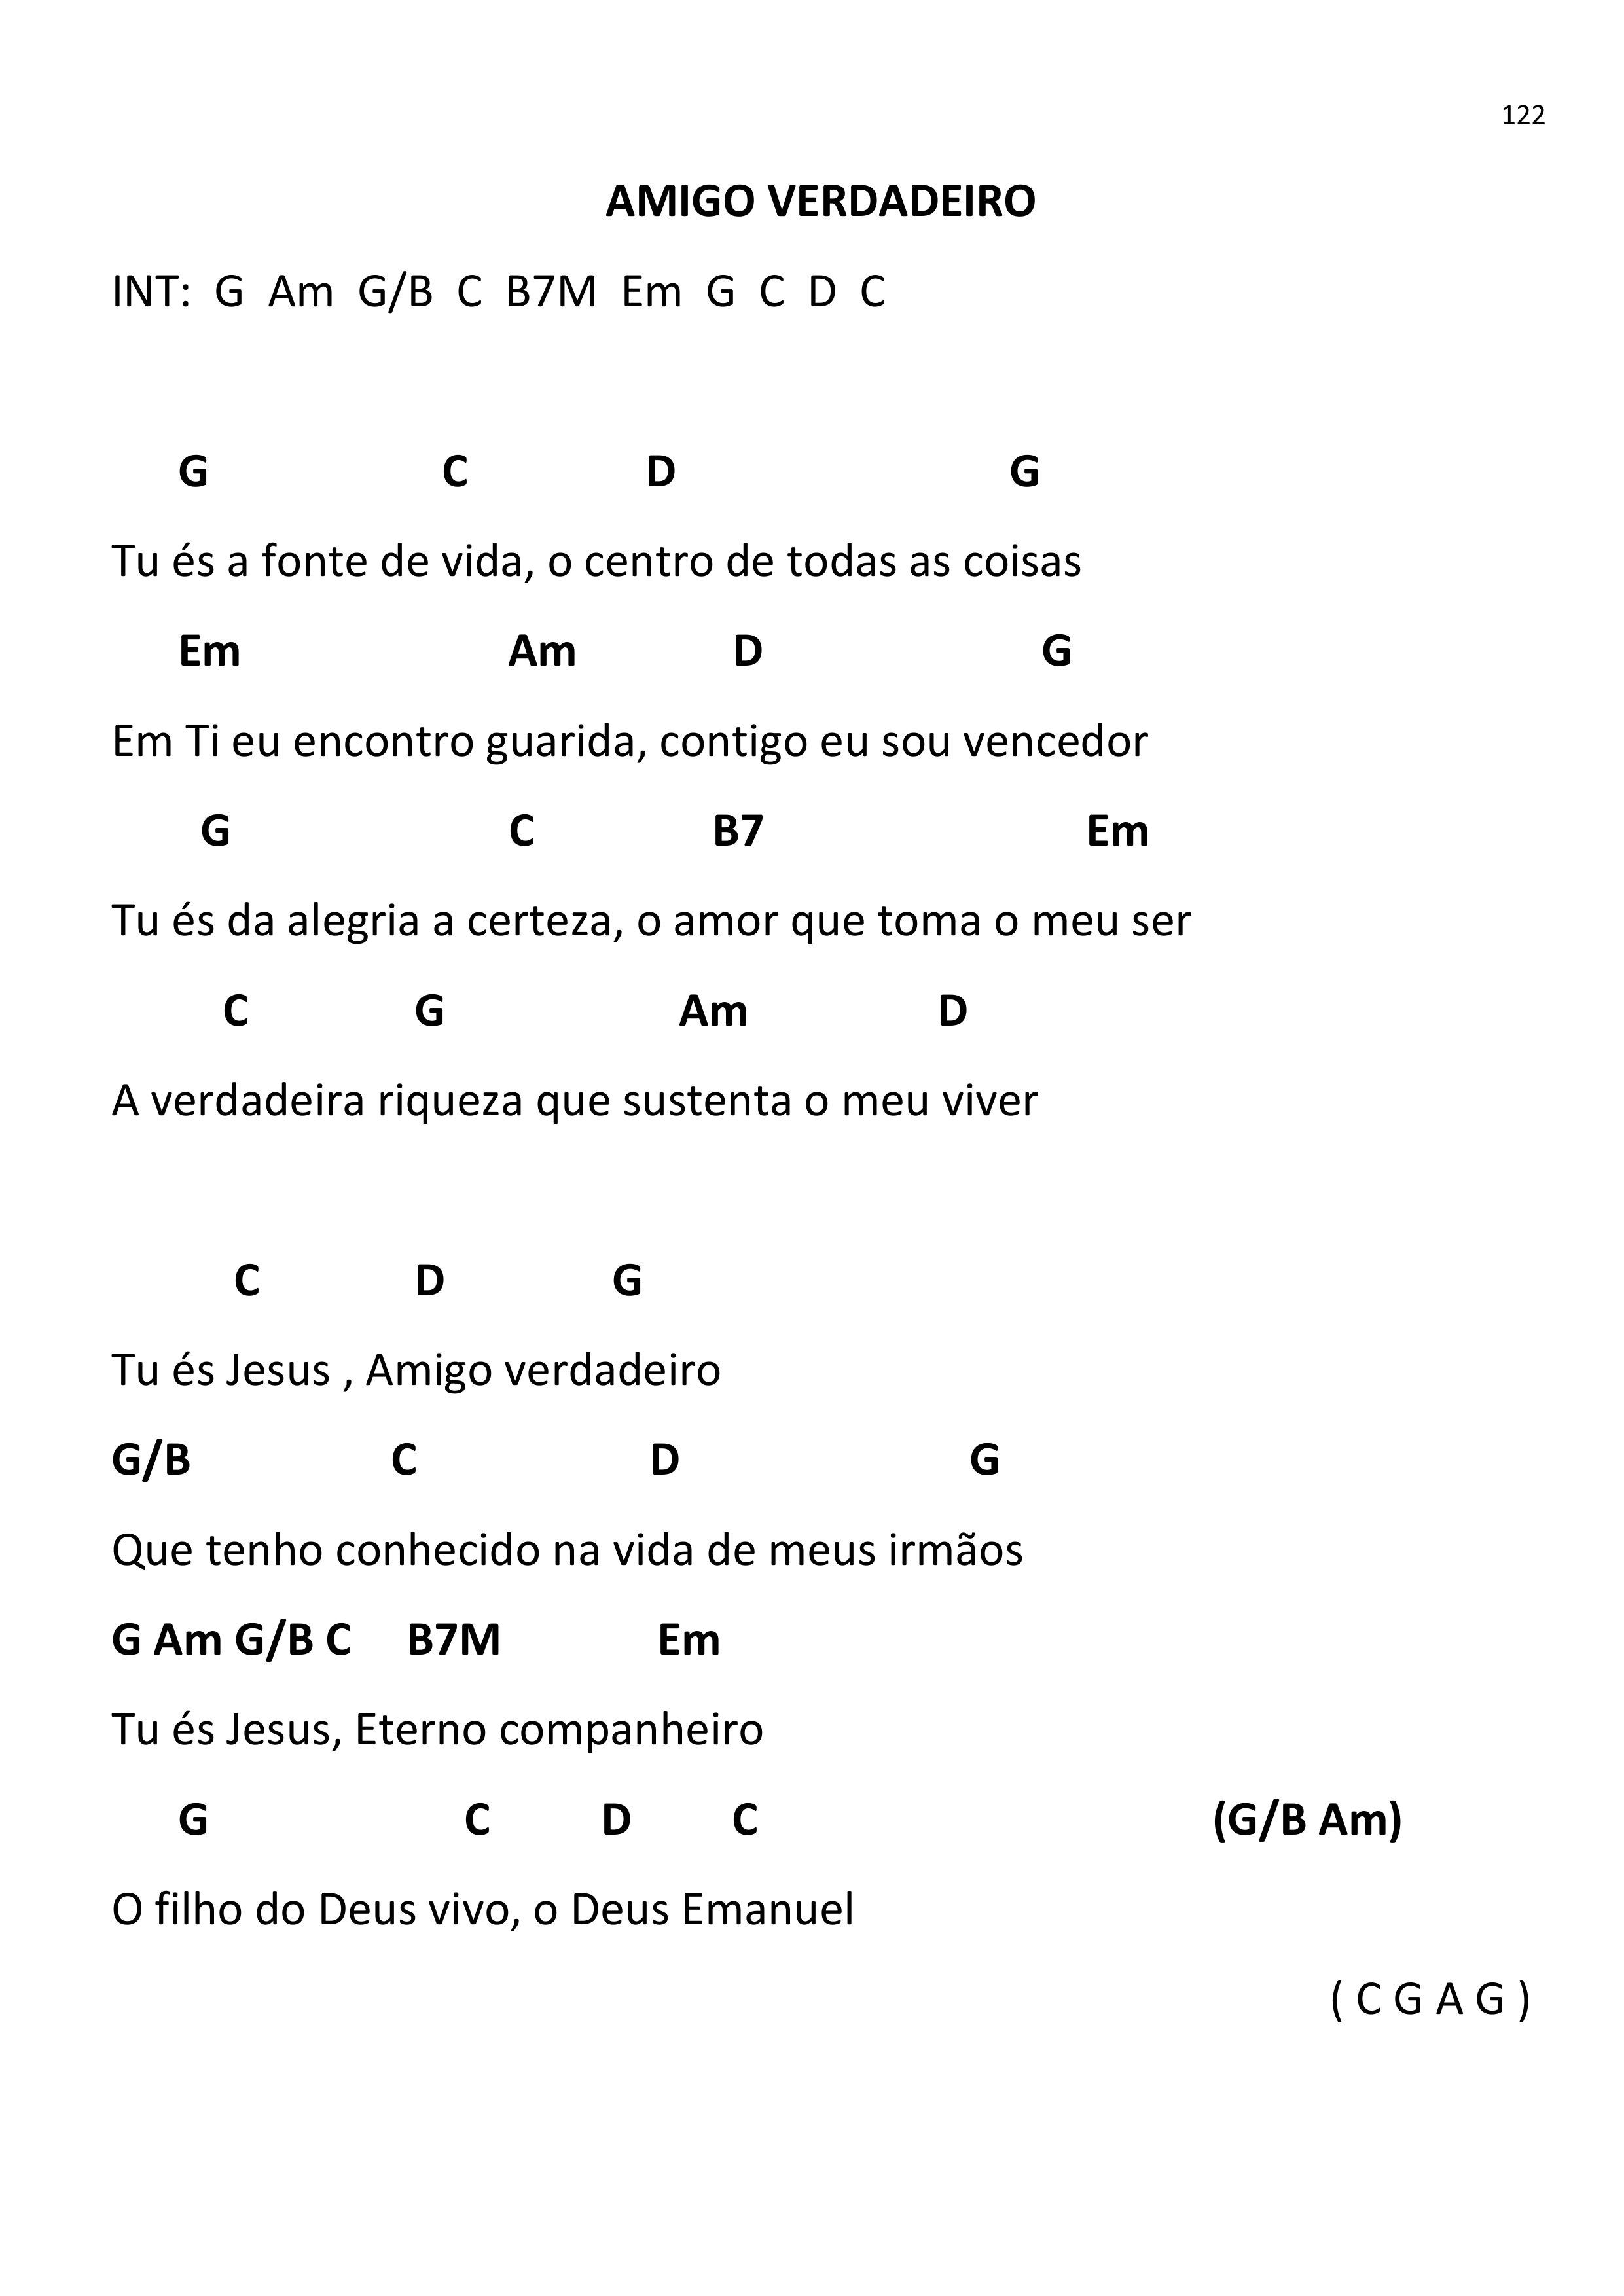 122
AMIGO VERDADEIRO
INT: G Am G/B C B7M Em G C D C
G C D G
Tu és a fonte de vida, o centro de todas as coisas
Em Am D G
Em Ti eu encontro guarida, contigo eu sou vencedor
G C B7 Em
Tu és da alegria a certeza, o amor que toma o meu ser
C G Am D
A verdadeira riqueza que sustenta o meu viver
C D G
Tu és Jesus , Amigo verdadeiro
G/B C D G
Que tenho conhecido na vida de meus irmãos
G Am G/B C B7M Em
Tu és Jesus, Eterno companheiro
G C D C (G/B Am)
O filho do Deus vivo, o Deus Emanuel
( C G A G )